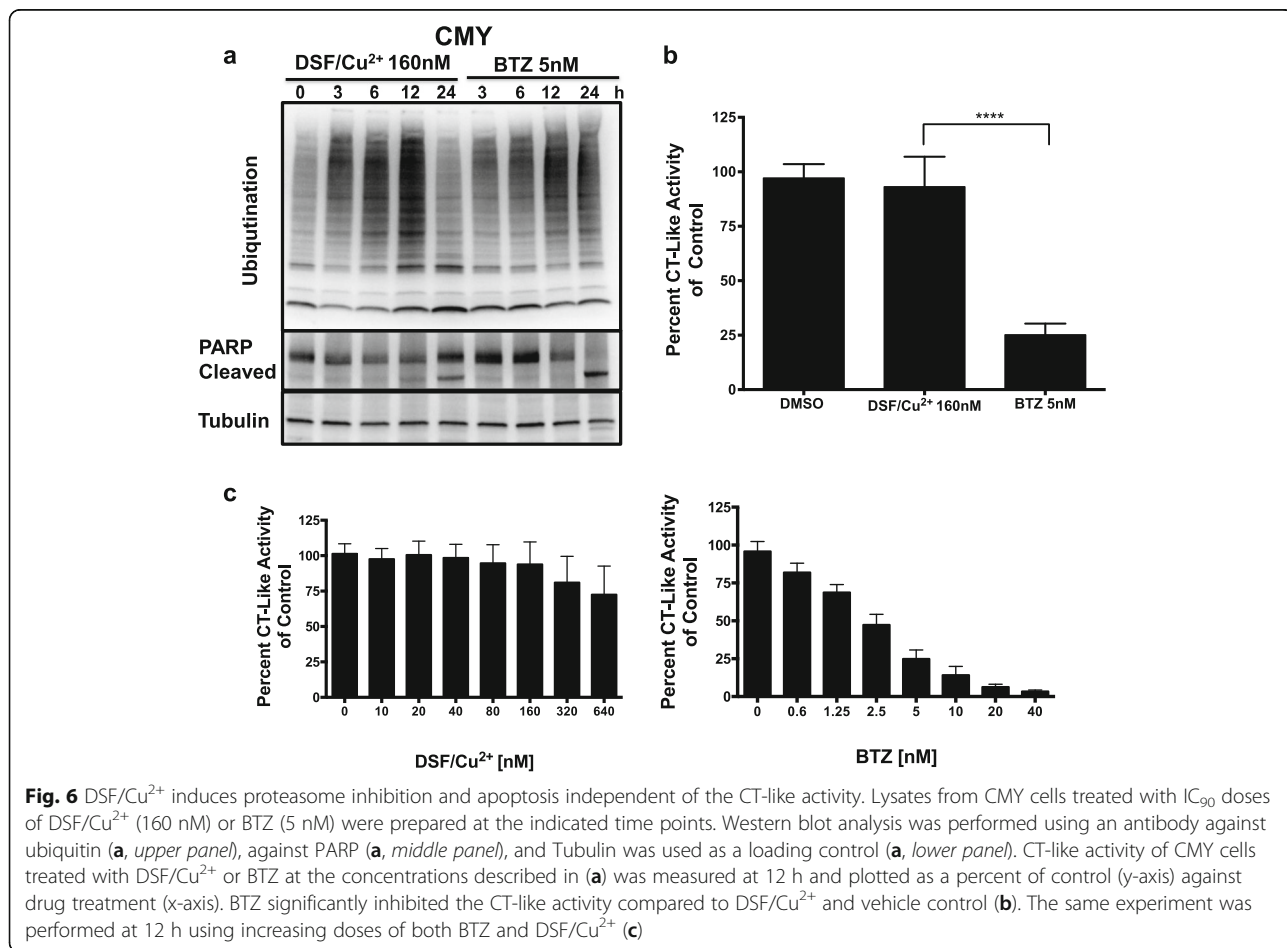 CMY
a
DSF/Cu²⁺ 160nM BTZ 5nM
0 3 6 12 24 3 6 12 24 h
Ubiqutination
PARP
Cleaved
Tubulin
b
Percent CT-Like Activity
of Control
125
100
75
50
25
0
****
DMSO DSF/Cu²⁺ 160nM BTZ 5nM
c
Percent CT-Like Activity
of Control
125
100
75
50
25
0
0 10 20 40 80 160 320 640
DSF/Cu²⁺ [nM]
Percent CT-Like Activity
of Control
125
100
75
50
25
0
0 0.6 1.25 2.5 5 10 20 40
BTZ [nM]
Fig. 6 DSF/Cu²⁺ induces proteasome inhibition and apoptosis independent of the CT-like activity. Lysates from CMY cells treated with IC₉₀ doses
of DSF/Cu²⁺ (160 nM) or BTZ (5 nM) were prepared at the indicated time points. Western blot analysis was performed using an antibody against
ubiquitin (a, upper panel), against PARP (a, middle panel), and Tubulin was used as a loading control (a, lower panel). CT-like activity of CMY cells
treated with DSF/Cu²⁺ or BTZ at the concentrations described in (a) was measured at 12 h and plotted as a percent of control (y-axis) against
drug treatment (x-axis). BTZ significantly inhibited the CT-like activity compared to DSF/Cu²⁺ and vehicle control (b). The same experiment was
performed at 12 h using increasing doses of both BTZ and DSF/Cu²⁺ (c)